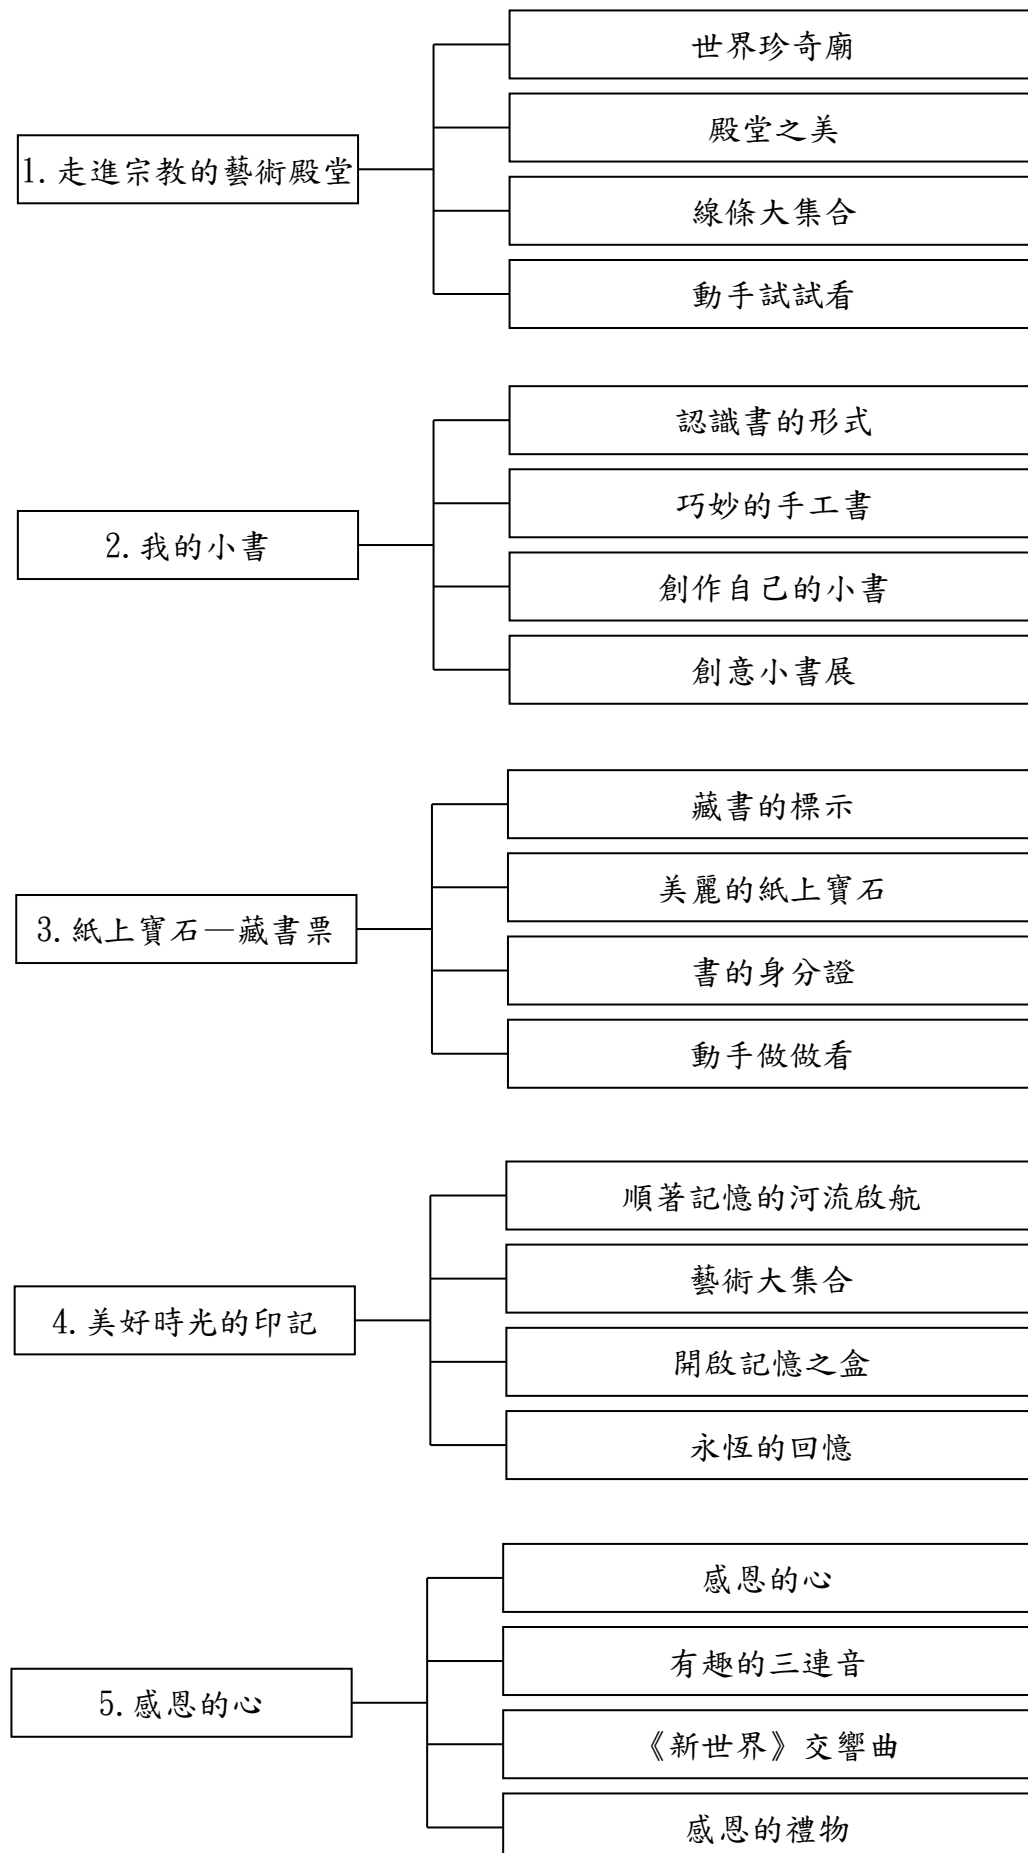 1.走進宗教的藝術殿堂
世界珍奇廟
殿堂之美
線條大集合
動手試試看
2.我的小書
認識書的形式
巧妙的手工書
創作自己的小書
創意小書展
3.紙上寶石—藏書票
藏書的標示
美麗的紙上寶石
書的身分證
動手做做看
4.美好時光的印記
順著記憶的河流啟航
藝術大集合
開啟記憶之盒
永恆的回憶
5.感恩的心
感恩的心
有趣的三連音
《新世界》交響曲
感恩的禮物